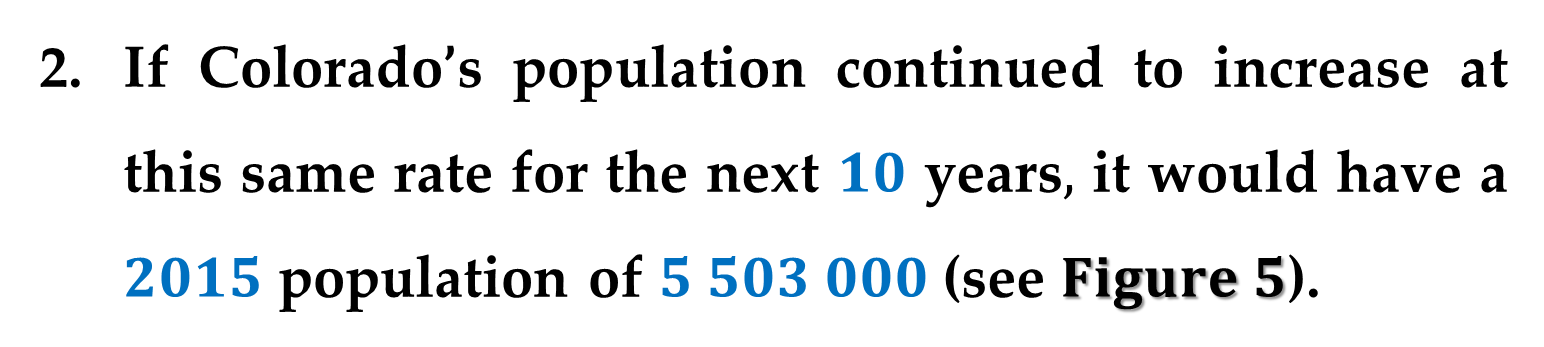 2. If Colorado’s population continued to increase at
this same rate for the next 10 years, it would have a
2015 population of 5 503 000 (see Figure 5).